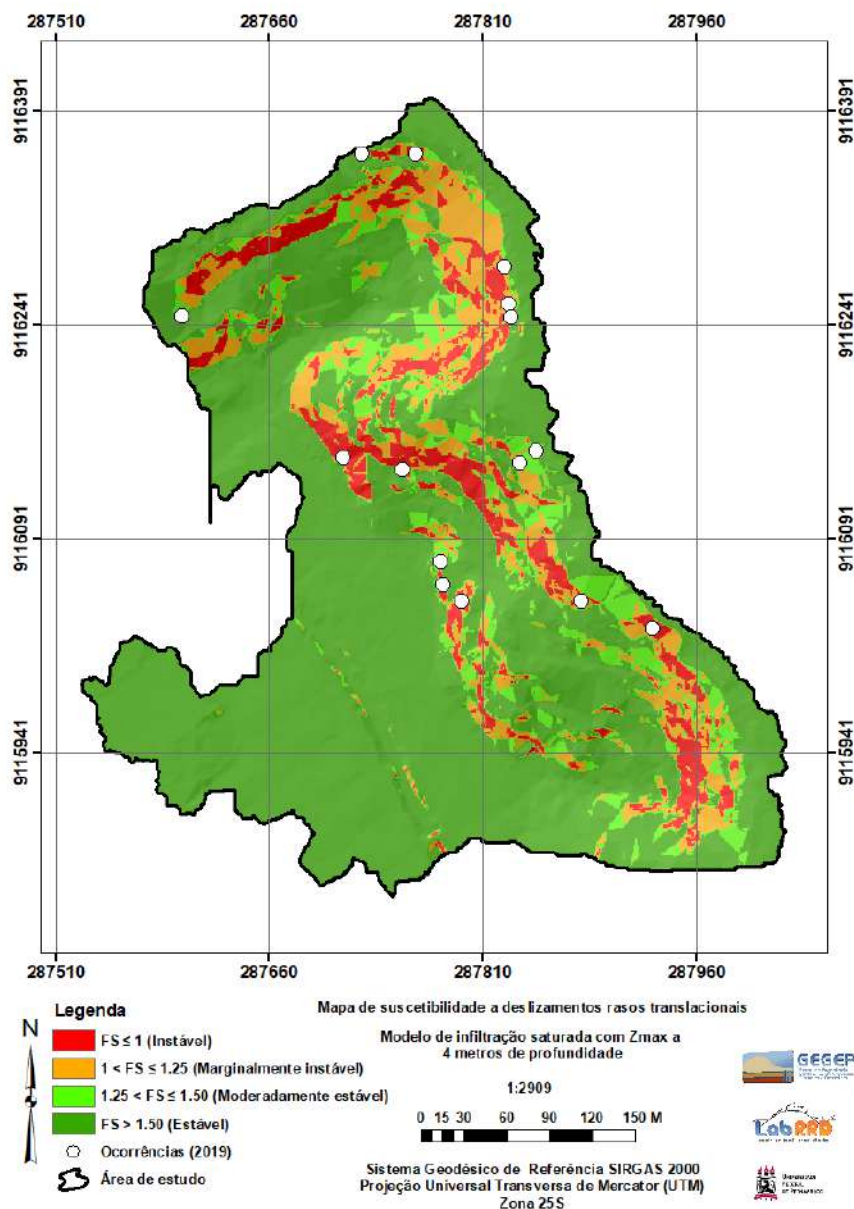 287510 287660 287810 287960
9116391 9116391
9116241 9116241
9116091 9116091
9115941 9115941
287510 287660 287810 287960
Legenda
N
FS ≤ 1 (Instável)
1 < FS ≤ 1.25 (Marginalmente instável)
1.25 < FS ≤ 1.50 (Moderadamente estável)
FS > 1.50 (Estável)
Ocorrências (2019)
Área de estudo
Mapa de suscetibilidade a deslizamentos rasos translacionais
Modelo de infiltração saturada com Zmax a
4 metros de profundidade
1:2909
0 15 30 60 90 120 150 M
Sistema Geodésico de Referência SIRGAS 2000
Projeção Universal Transversa de Mercator (UTM)
Zona 25S
GEGEP
LabRRD
Universidade
Federal
de Pernambuco